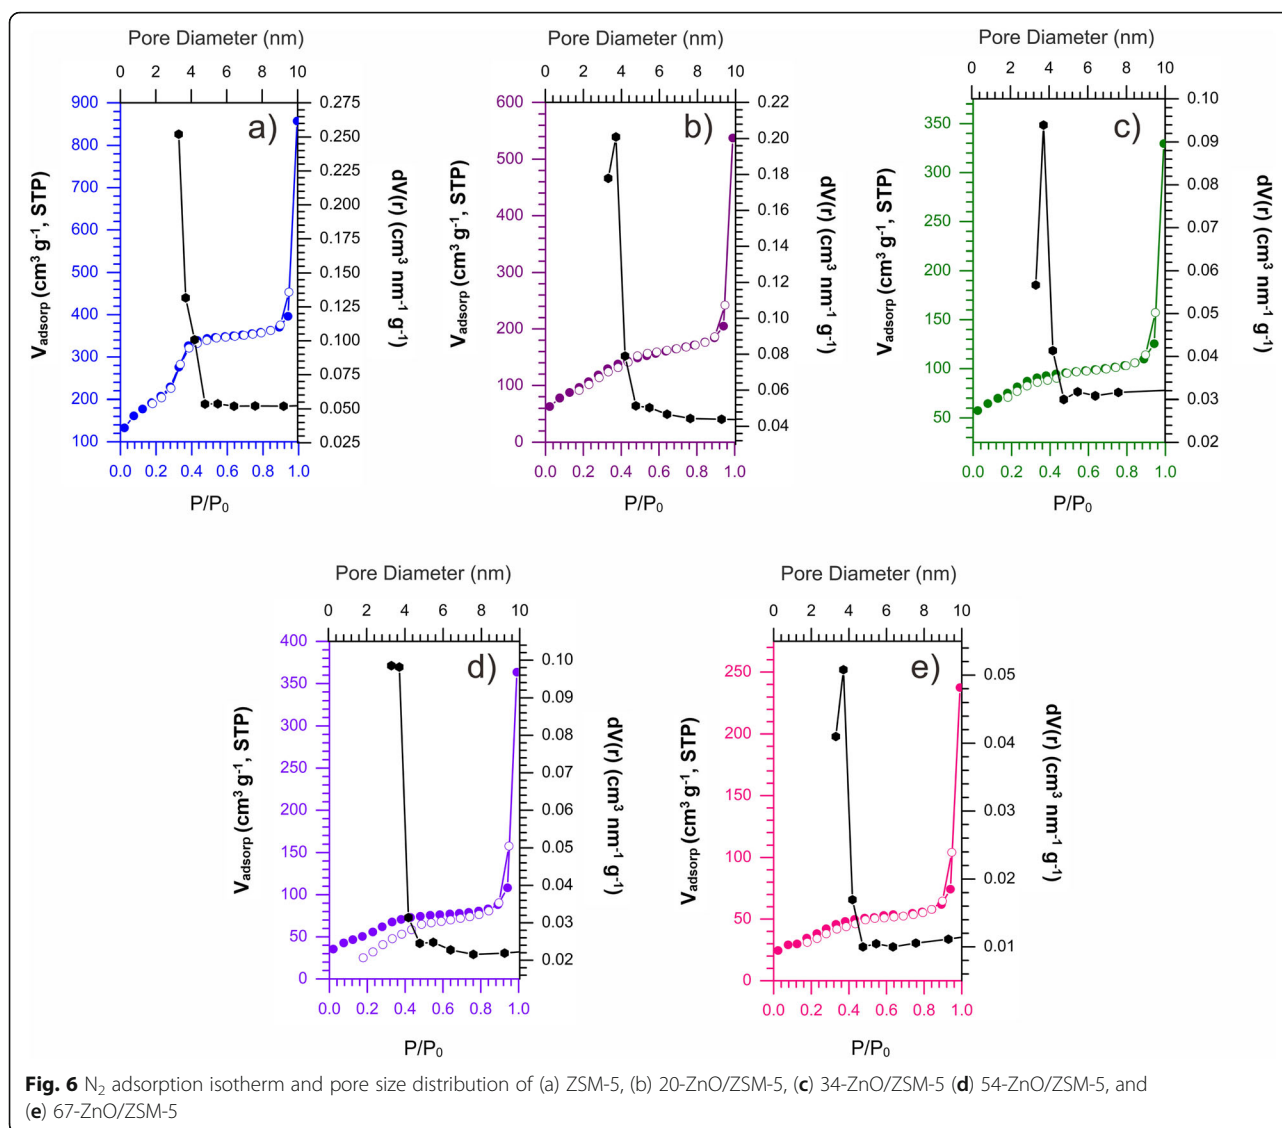 Pore Diameter (nm)
0 2 4 6 8 10
900
800
700
600
500
400
300
200
100
V_adsorp (cm³ g⁻¹, STP)
a)
0.275
0.250
0.225
0.200
0.175
0.150
0.125
0.100
0.075
0.050
0.025
dV(r) (cm³ nm⁻¹ g⁻¹)
0.0 0.2 0.4 0.6 0.8 1.0
P/P₀
Pore Diameter (nm)
0 2 4 6 8 10
600
500
400
300
200
100
0
V_adsorp (cm³ g⁻¹, STP)
b)
0.22
0.20
0.18
0.16
0.14
0.12
0.10
0.08
0.06
0.04
dV(r) (cm³ nm⁻¹ g⁻¹)
0.0 0.2 0.4 0.6 0.8 1.0
P/P₀
Pore Diameter (nm)
0 2 4 6 8 10
350
300
250
200
150
100
50
V_adsorp (cm³ g⁻¹, STP)
c)
0.10
0.09
0.08
0.07
0.06
0.05
0.04
0.03
0.02
dV(r) (cm³ nm⁻¹ g⁻¹)
0.0 0.2 0.4 0.6 0.8 1.0
P/P₀
Pore Diameter (nm)
0 2 4 6 8 10
400
350
400
300
250
200
150
100
50
0
V_adsorp (cm³ g⁻¹, STP)
d)
0.10
0.09
0.08
0.07
0.06
0.05
0.04
0.03
0.02
dV(r) (cm³ nm⁻¹ g⁻¹)
0.0 0.2 0.4 0.6 0.8 1.0
P/P₀
Pore Diameter (nm)
0 2 4 6 8 10
250
200
150
100
50
0
V_adsorp (cm³ g⁻¹, STP)
e)
0.05
0.04
0.03
0.02
0.01
dV(r) (cm³ nm⁻¹ g⁻¹)
0.0 0.2 0.4 0.6 0.8 1.0
P/P₀
Fig. 6 N₂ adsorption isotherm and pore size distribution of (a) ZSM-5, (b) 20-ZnO/ZSM-5, (c) 34-ZnO/ZSM-5 (d) 54-ZnO/ZSM-5, and
(e) 67-ZnO/ZSM-5